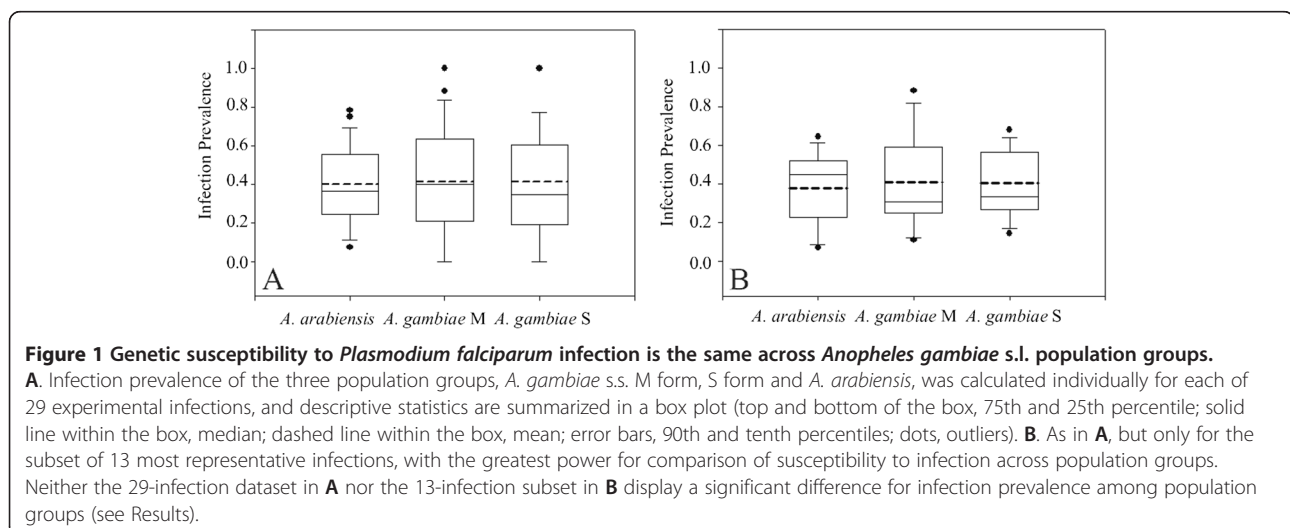 1.0
0.8
0.6
0.4
0.2
0.0
Infection Prevalence
A
A. arabiensis A. gambiae M A. gambiae S
1.0
0.8
0.6
0.4
0.2
0.0
Infection Prevalence
B
A. arabiensis A. gambiae M A. gambiae S
Figure 1 Genetic susceptibility to Plasmodium falciparum infection is the same across Anopheles gambiae s.l. population groups.
A. Infection prevalence of the three population groups, A. gambiae s.s. M form, S form and A. arabiensis, was calculated individually for each of
29 experimental infections, and descriptive statistics are summarized in a box plot (top and bottom of the box, 75th and 25th percentile; solid
line within the box, median; dashed line within the box, mean; error bars, 90th and tenth percentiles; dots, outliers). B. As in A, but only for the
subset of 13 most representative infections, with the greatest power for comparison of susceptibility to infection across population groups.
Neither the 29-infection dataset in A nor the 13-infection subset in B display a significant difference for infection prevalence among population
groups (see Results).